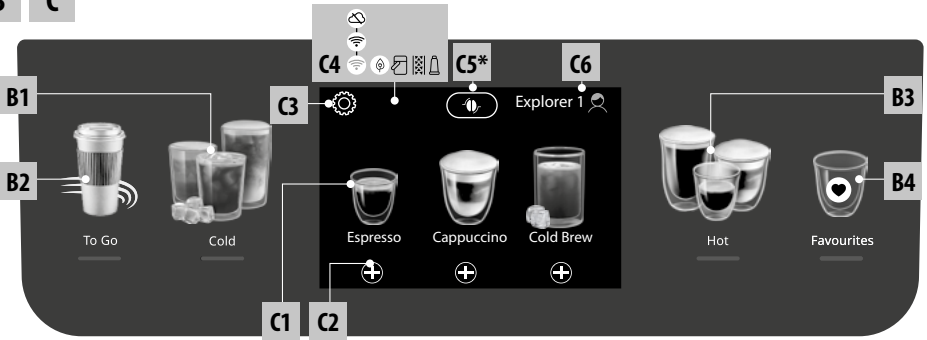 B C
C4 C5* C6
C3 Explorer 1
B1 B3
B2 B4
To Go Cold Espresso Cappuccino Cold Brew Hot Favourites
C1 C2